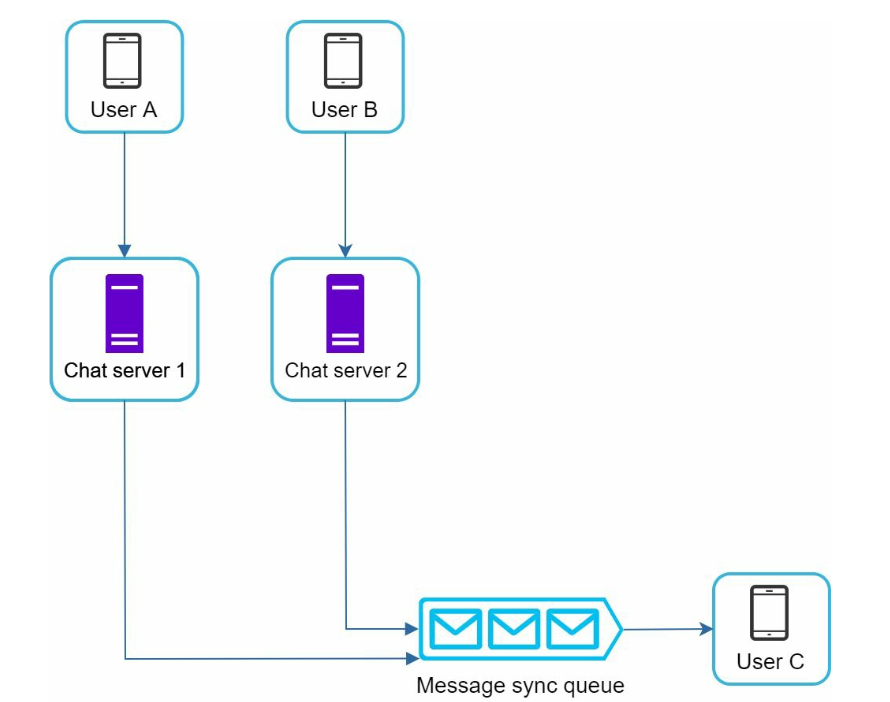 User A
User B
Chat server 1
Chat server 2
User C
Message sync queue